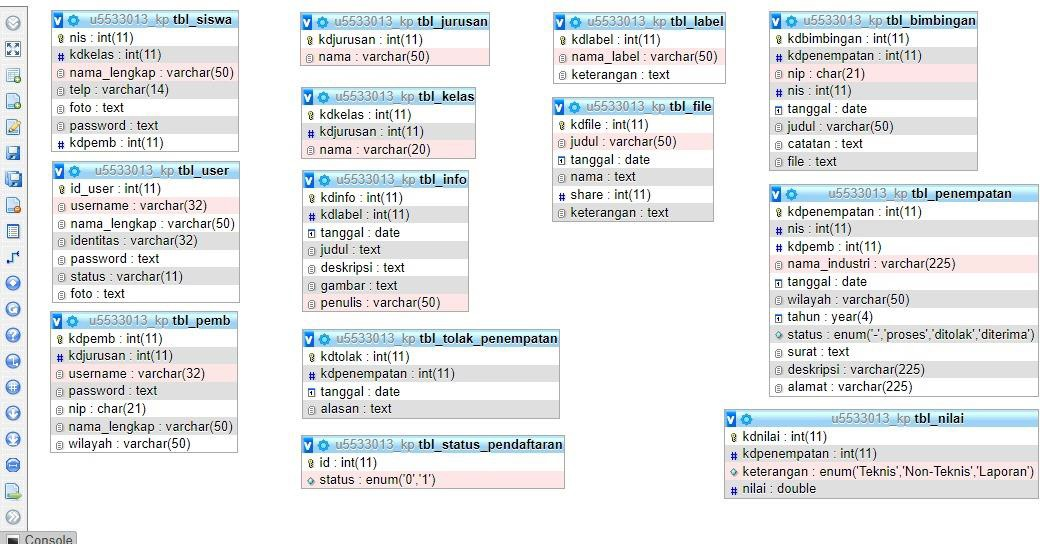 u5533013_kp tbl_siswa
nis : int(11)
kdkelas : int(11)
nama_lengkap : varchar(50)
telp : varchar(14)
foto : text
password : text
kdpemb : int(11)
u5533013_kp tbl_user
id_user : int(11)
username : varchar(32)
nama_lengkap : varchar(50)
identitas : varchar(32)
password : text
status : varchar(11)
foto : text
u5533013_kp tbl_pemb
kdpemb : int(11)
kdjurusan : int(11)
username : varchar(32)
password : text
nip : char(21)
nama_lengkap : varchar(50)
wilayah : varchar(50)
u5533013_kp tbl_jurusan
kdjurusan : int(11)
nama : varchar(50)
u5533013_kp tbl_kelas
kdkelas : int(11)
kdjurusan : int(11)
nama : varchar(20)
u5533013_kp tbl_info
kdinfo : int(11)
kdlabel : int(11)
tanggal : date
judul : text
deskripsi : text
gambar : text
penulis : varchar(50)
u5533013_kp tbl_tolak_penempatan
kdtolak : int(11)
kdpenempatan : int(11)
tanggal : date
alasan : text
u5533013_kp tbl_status_pendaftaran
id : int(11)
status : enum('0','1')
u5533013_kp tbl_label
kdlabel : int(11)
nama_label : varchar(50)
keterangan : text
u5533013_kp tbl_file
kdfile : int(11)
judul : varchar(50)
tanggal : date
nama : text
share : int(11)
keterangan : text
u5533013_kp tbl_bimbingan
kdbimbingan : int(11)
kdpenempatan : int(11)
nip : char(21)
nis : int(11)
tanggal : date
judul : varchar(50)
catatan : text
file : text
u5533013_kp tbl_penempatan
kdpenempatan : int(11)
nis : int(11)
kdpemb : int(11)
nama_industri : varchar(225)
tanggal : date
wilayah : varchar(50)
tahun : year(4)
status : enum('-','proses','ditolak','diterima')
surat : text
deskripsi : varchar(225)
alamat : varchar(225)
u5533013_kp tbl_nilai
kdnilai : int(11)
kdpenempatan : int(11)
keterangan : enum('Teknis','Non-Teknis','Laporan')
nilai : double
Console